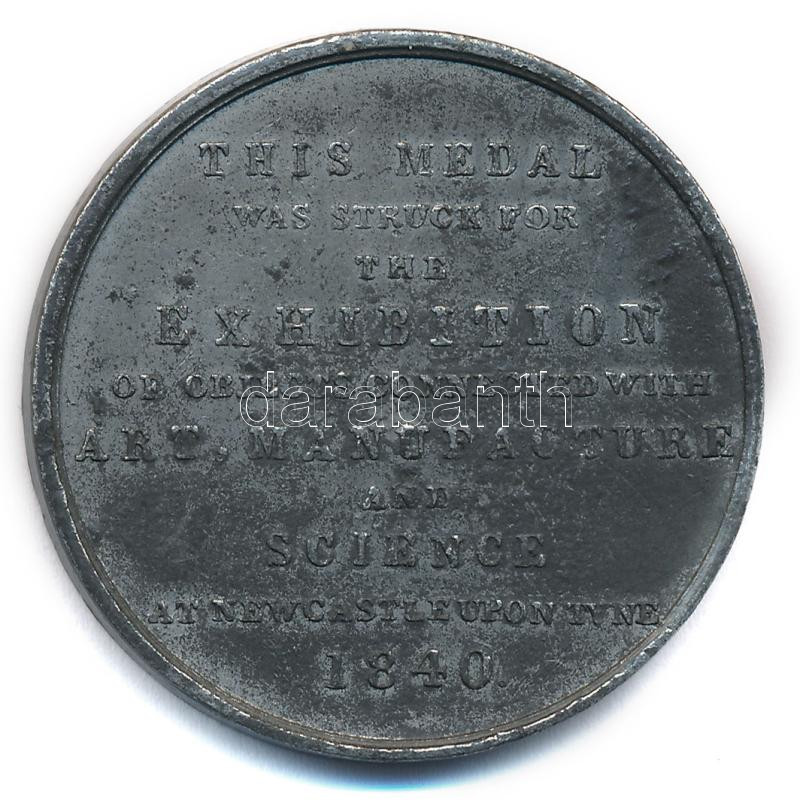 THIS MEDAL
WAS STRUCK FOR
THE
EXHIBITION
OF OBJECTS CONNECTED WITH
darabanth
ART, MANUFACTURE
AND
SCIENCE
AT NEWCASTLE UPON TYNE
1840.